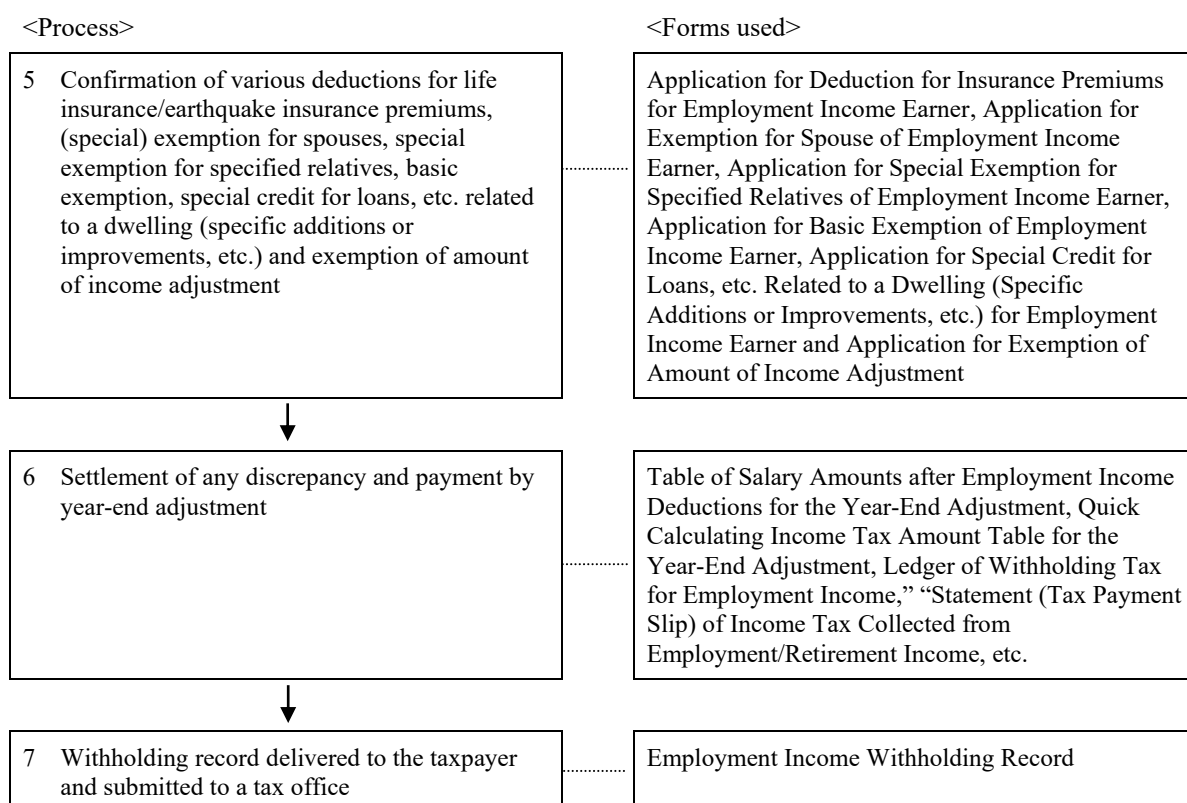 <Process>
<Forms used>
5 Confirmation of various deductions for life
insurance/earthquake insurance premiums,
(special) exemption for spouses, special
exemption for specified relatives, basic
exemption, special credit for loans, etc. related
to a dwelling (specific additions or
improvements, etc.) and exemption of amount
of income adjustment
Application for Deduction for Insurance Premiums
for Employment Income Earner, Application for
Exemption for Spouse of Employment Income
Earner, Application for Special Exemption for
Specified Relatives of Employment Income Earner,
Application for Basic Exemption of Employment
Income Earner, Application for Special Credit for
Loans, etc. Related to a Dwelling (Specific
Additions or Improvements, etc.) for Employment
Income Earner and Application for Exemption of
Amount of Income Adjustment
6 Settlement of any discrepancy and payment by
year-end adjustment
Table of Salary Amounts after Employment Income
Deductions for the Year-End Adjustment, Quick
Calculating Income Tax Amount Table for the
Year-End Adjustment, Ledger of Withholding Tax
for Employment Income,” “Statement (Tax Payment
Slip) of Income Tax Collected from
Employment/Retirement Income, etc.
7 Withholding record delivered to the taxpayer
and submitted to a tax office
Employment Income Withholding Record